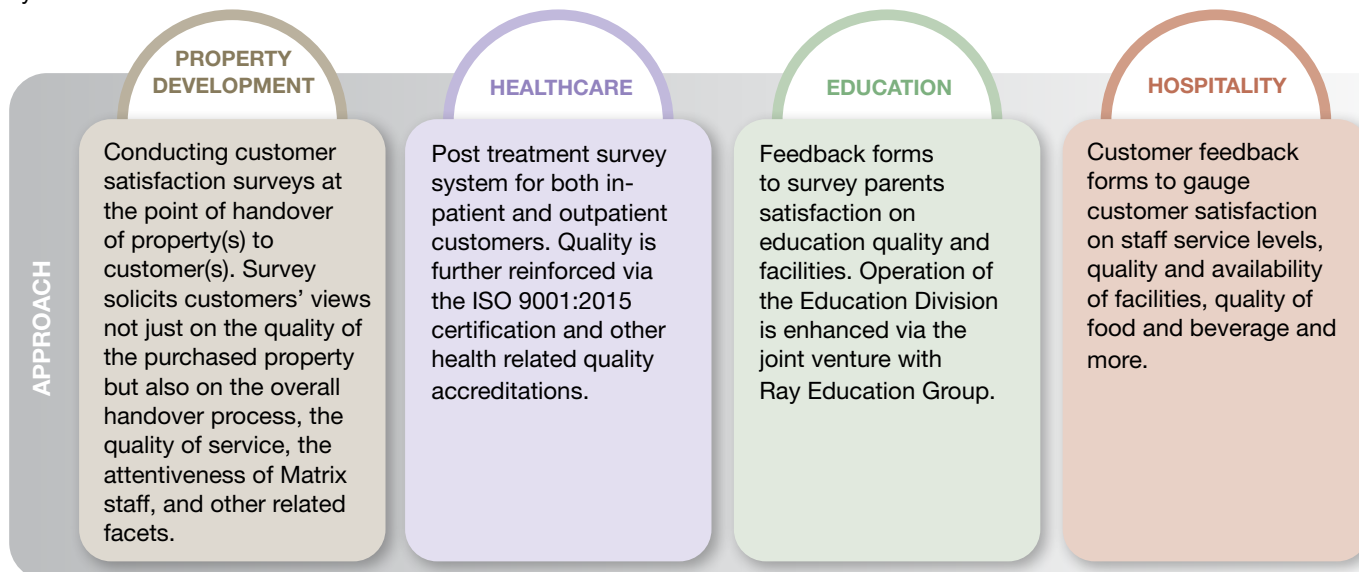 PROPERTY
DEVELOPMENT
HEALTHCARE
EDUCATION
HOSPITALITY
APPROACH
Conducting customer
satisfaction surveys at
the point of handover
of property(s) to
customer(s). Survey
solicits customers’ views
not just on the quality of
the purchased property
but also on the overall
handover process, the
quality of service, the
attentiveness of Matrix
staff, and other related
facets.
Post treatment survey
system for both in-
patient and outpatient
customers. Quality is
further reinforced via
the ISO 9001:2015
certification and other
health related quality
accreditations.
Feedback forms
to survey parents
satisfaction on
education quality and
facilities. Operation of
the Education Division
is enhanced via the
joint venture with
Ray Education Group.
Customer feedback
forms to gauge
customer satisfaction
on staff service levels,
quality and availability
of facilities, quality of
food and beverage and
more.